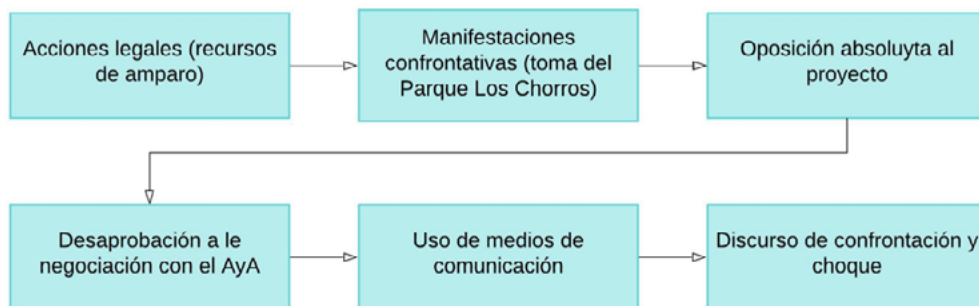 Acciones legales (recursos
de amparo)
Manifestaciones
confrontativas (toma del
Parque Los Chorros)
Oposición absoluyta al
proyecto
Desaprobación a le
negociación con el AyA
Uso de medios de
comunicación
Discurso de confrontación y
choque